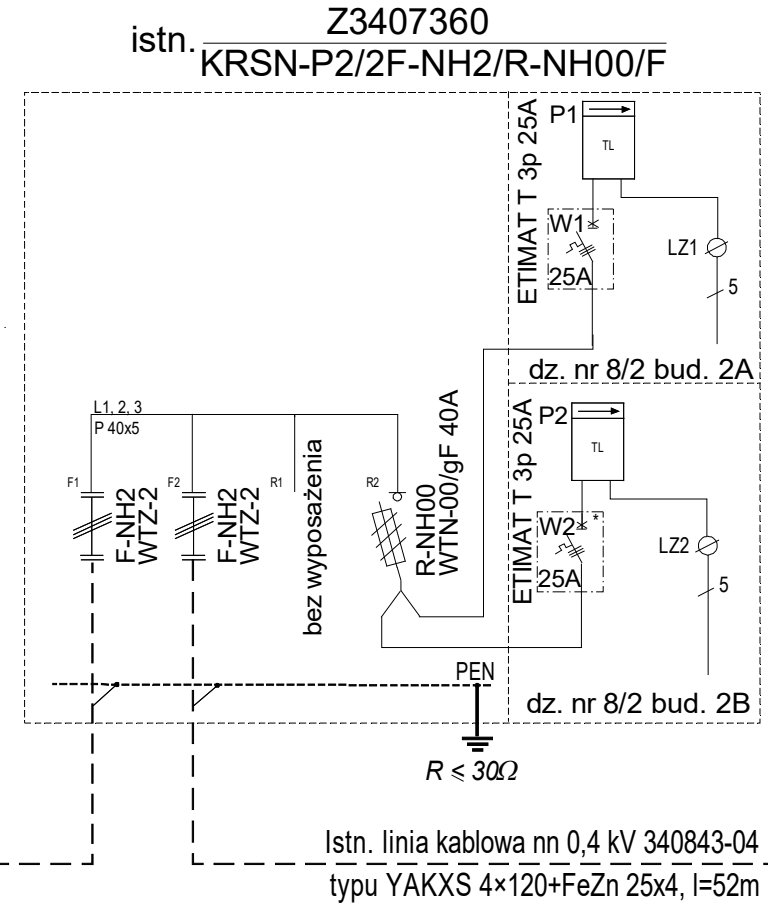 istn. Z3407360
KRSN-P2/2F-NH2/R-NH00/F
ETIMAT T 3p 25A
P1
TL
W1
25A
LZ1
5
dz. nr 8/2 bud. 2A
ETIMAT T 3p 25A
P2
TL
W2 *
25A
LZ2
5
dz. nr 8/2 bud. 2B
L1, 2, 3
P 40x5
F1
F-NH2
WTZ-2
F2
F-NH2
WTZ-2
R1
bez wyposażenia
R2
R-NH00
WTN-00/gF 40A
PEN
R ≤ 30Ω
Istn. linia kablowa nn 0,4 kV 340843-04
typu YAKXS 4×120+FeZn 25x4, l=52m